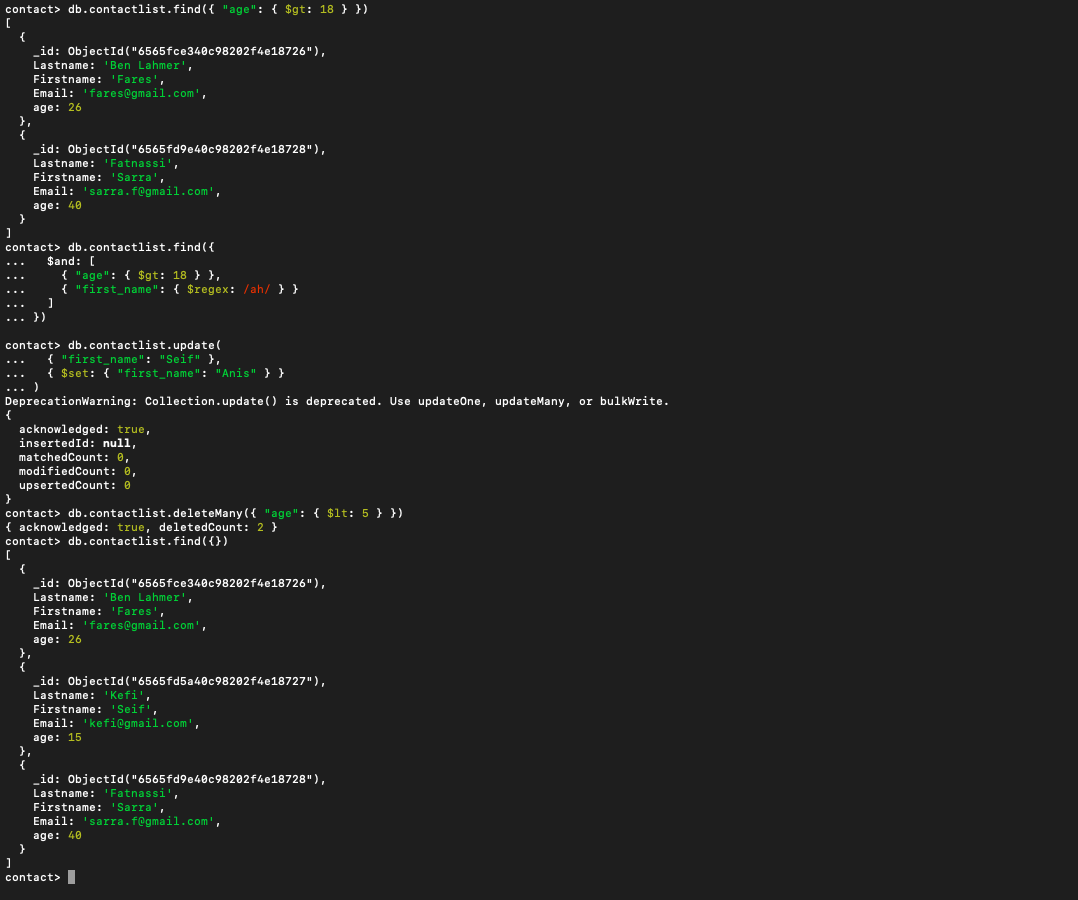 contact> db.contactlist.find({ "age": { $gt: 18 } })
[
  {
    _id: ObjectId("6565fce340c98202f4e18726"),
    Lastname: 'Ben Lahmer',
    Firstname: 'Fares',
    Email: 'fares@gmail.com',
    age: 26
  },
  {
    _id: ObjectId("6565fd9e40c98202f4e18728"),
    Lastname: 'Fatnassi',
    Firstname: 'Sarra',
    Email: 'sarra.f@gmail.com',
    age: 40
  }
]
contact> db.contactlist.find({
...   $and: [
...     { "age": { $gt: 18 } },
...     { "first_name": { $regex: /ah/ } }
...   ]
... })

contact> db.contactlist.update(
...   { "first_name": "Seif" },
...   { $set: { "first_name": "Anis" } }
... )
DeprecationWarning: Collection.update() is deprecated. Use updateOne, updateMany, or bulkWrite.
{
  acknowledged: true,
  insertedId: null,
  matchedCount: 0,
  modifiedCount: 0,
  upsertedCount: 0
}
contact> db.contactlist.deleteMany({ "age": { $lt: 5 } })
{ acknowledged: true, deletedCount: 2 }
contact> db.contactlist.find({})
[
  {
    _id: ObjectId("6565fce340c98202f4e18726"),
    Lastname: 'Ben Lahmer',
    Firstname: 'Fares',
    Email: 'fares@gmail.com',
    age: 26
  },
  {
    _id: ObjectId("6565fd5a40c98202f4e18727"),
    Lastname: 'Kefi',
    Firstname: 'Seif',
    Email: 'kefi@gmail.com',
    age: 15
  },
  {
    _id: ObjectId("6565fd9e40c98202f4e18728"),
    Lastname: 'Fatnassi',
    Firstname: 'Sarra',
    Email: 'sarra.f@gmail.com',
    age: 40
  }
]
contact>